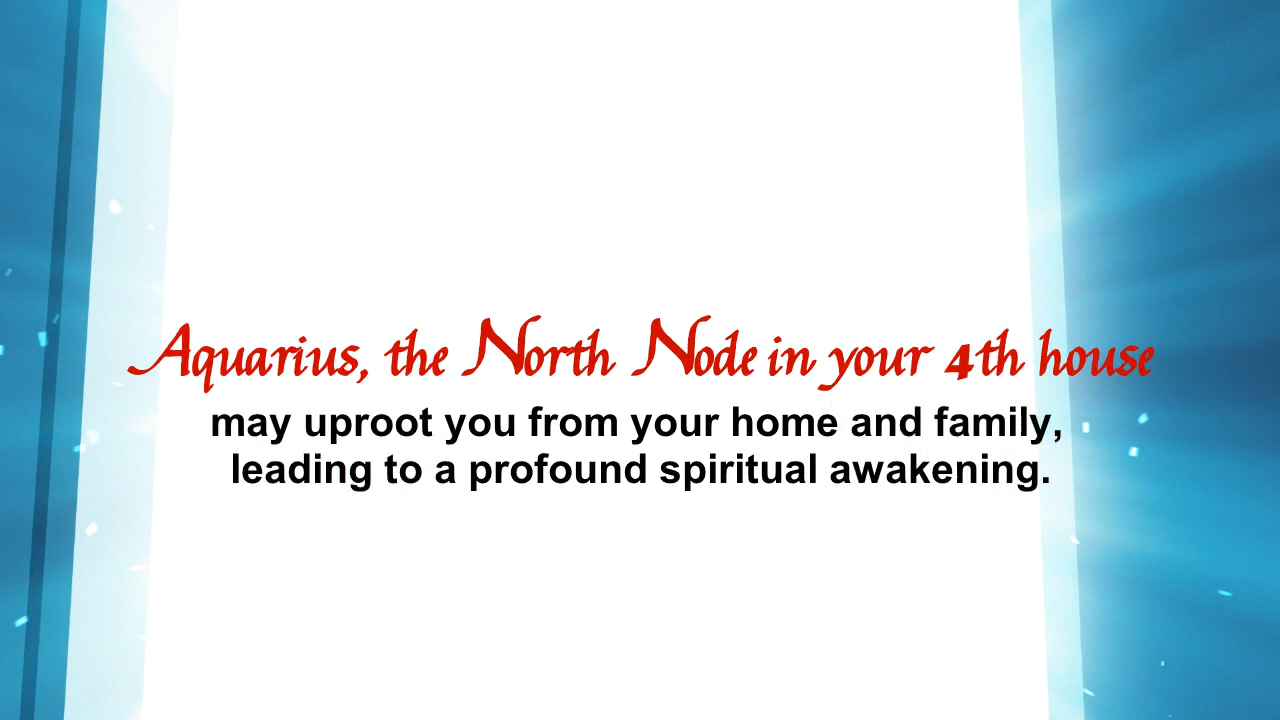 Aquarius, the North Node in your 4th house
may uproot you from your home and family,
leading to a profound spiritual awakening.